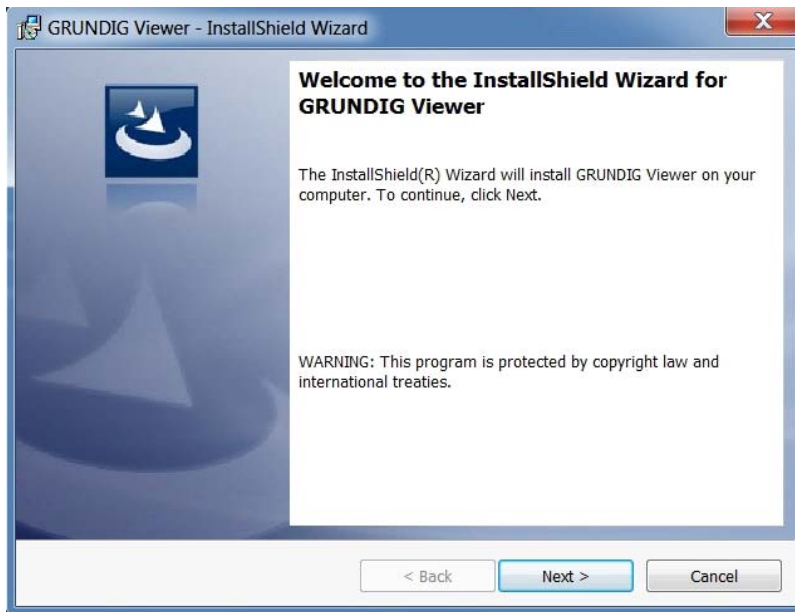 GRUNDIG Viewer - InstallShield Wizard
X
Welcome to the InstallShield Wizard for
GRUNDIG Viewer
The InstallShield(R) Wizard will install GRUNDIG Viewer on your
computer. To continue, click Next.
WARNING: This program is protected by copyright law and
international treaties.
< Back Next > Cancel